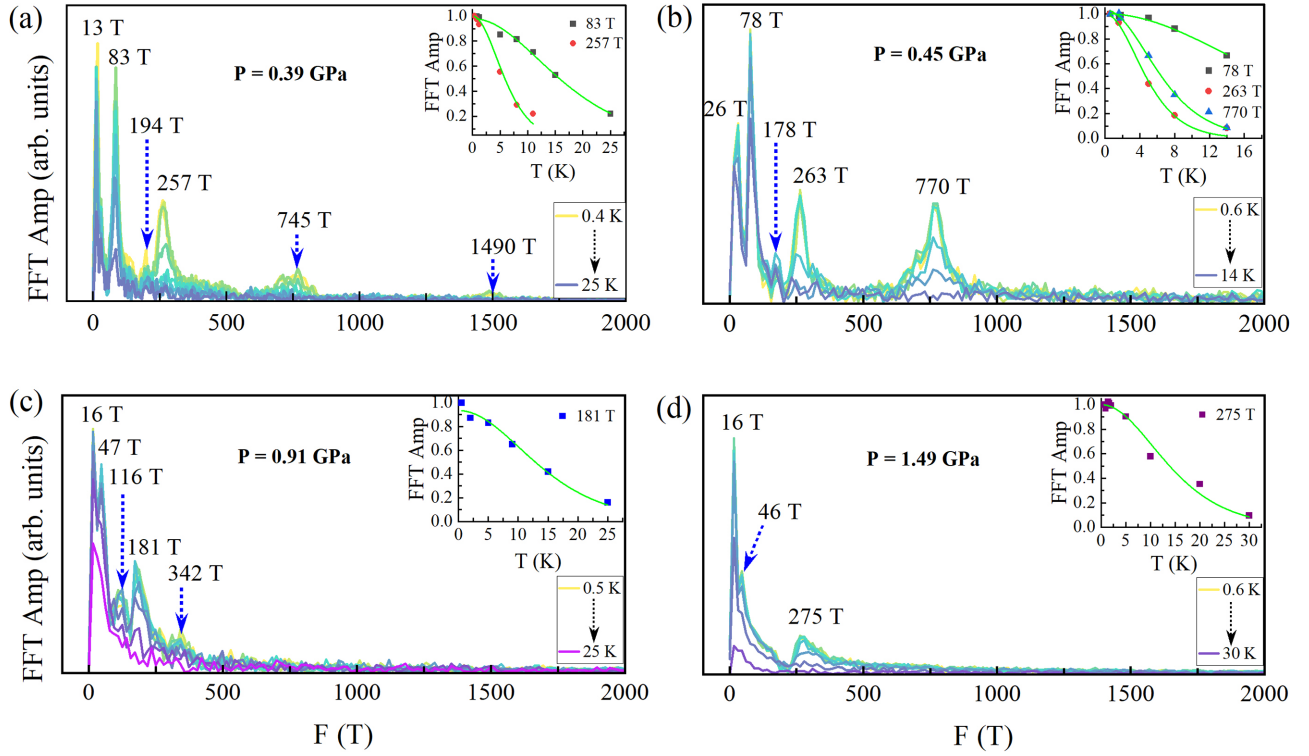 (a)
13 T
83 T
194 T
257 T
745 T
1490 T
P = 0.39 GPa
FFT Amp (arb. units)
0 500 1000 1500 2000
FFT Amp
1.0
0.8
0.6
0.4
0.2
0 5 10 15 20 25
T (K)
83 T
257 T
0.4 K
25 K
(b)
26 T
78 T
178 T
263 T
770 T
P = 0.45 GPa
0 500 1000 1500 2000
FFT Amp
1.0
0.8
0.6
0.4
0.2
0.0
0 4 8 12 16
T (K)
78 T
263 T
770 T
0.6 K
14 K
(c)
16 T
47 T
116 T
181 T
342 T
P = 0.91 GPa
FFT Amp (arb. units)
0 500 1000 1500 2000
F (T)
FFT Amp
1.0
0.8
0.6
0.4
0.2
0.0
0 5 10 15 20 25
T (K)
181 T
0.5 K
25 K
(d)
16 T
46 T
275 T
P = 1.49 GPa
0 500 1000 1500 2000
F (T)
FFT Amp
1.0
0.8
0.6
0.4
0.2
0.0
0 5 10 15 20 25 30
T (K)
275 T
0.6 K
30 K